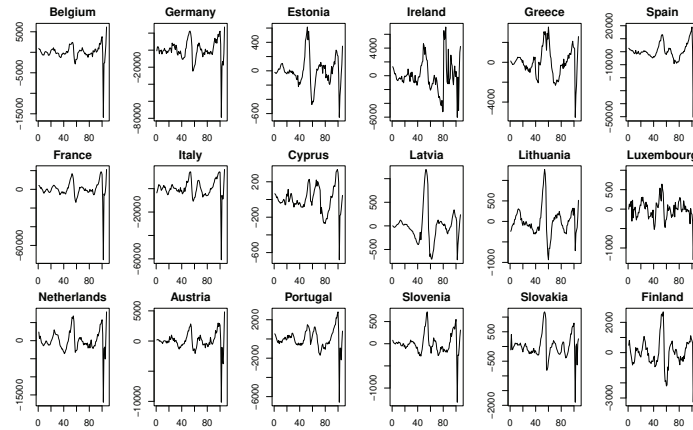 Belgium Germany Estonia Ireland Greece Spain
−15000 −5000 5000
−80000 −20000
−600 0 400
−6000 0 4000
−4000 0
−30000 −10000 20000
0 40 80 0 40 80 0 40 80 0 40 80 0 40 80 0 40 80
France Italy Cyprus Latvia Lithuania Luxembourg
−60000 0
−60000 −20000
−600 −200 200
−500 0 500
−1000 0 500
−1000 0 500
0 40 80 0 40 80 0 40 80 0 40 80 0 40 80 0 40 80
Netherlands Austria Portugal Slovenia Slovakia Finland
−15000 0
−10000 0 5000
−6000 −2000 2000
−1000 0 500
−2000 −500 500
−3000 0 2000
0 40 80 0 40 80 0 40 80 0 40 80 0 40 80 0 40 80